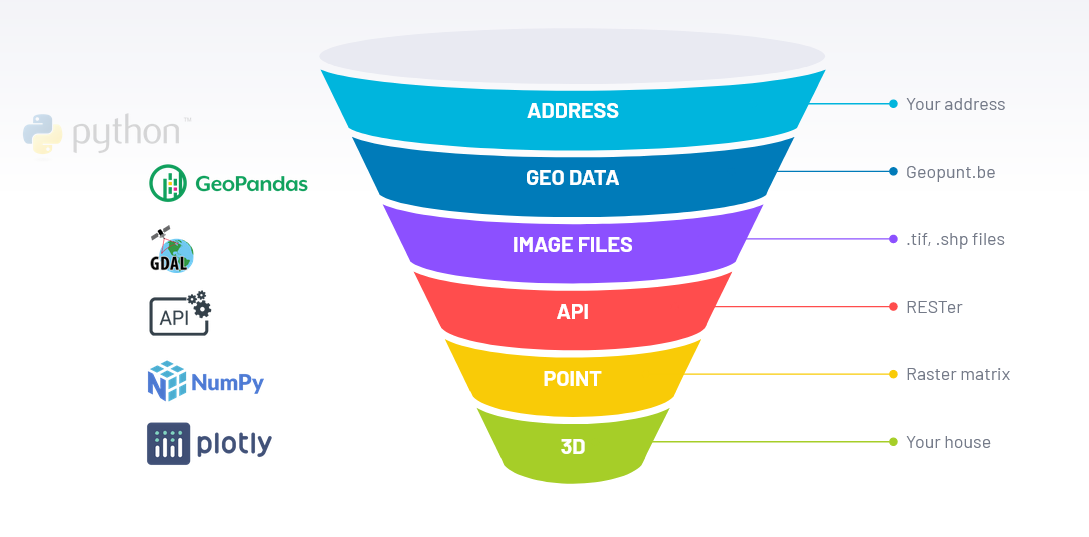 ADDRESS
Your address
python™
GEO DATA
Geopunt.be
GeoPandas
IMAGE FILES
.tif, .shp files
GDAL
API
RESTer
API
POINT
Raster matrix
NumPy
3D
Your house
plotly